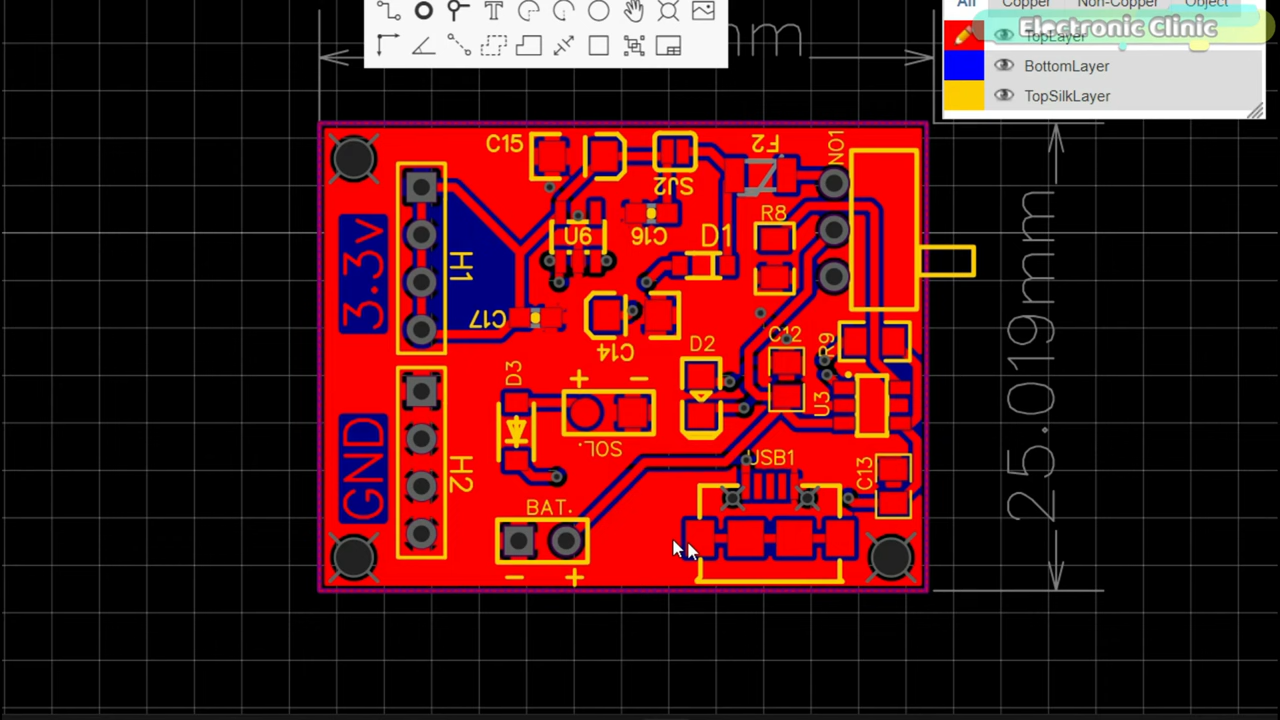 All Copper Non-Copper Object
Electronic Clinic
TopLayer
BottomLayer
TopSilkLayer
25.019mm
C15
SJ2
F2
NO1
3.3v
H1
U6
C16
D1
R8
C17
C14
D2
C12
R9
D3
+ −
SOL.
U3
GND
H2
USB1
C13
BAT.
− +